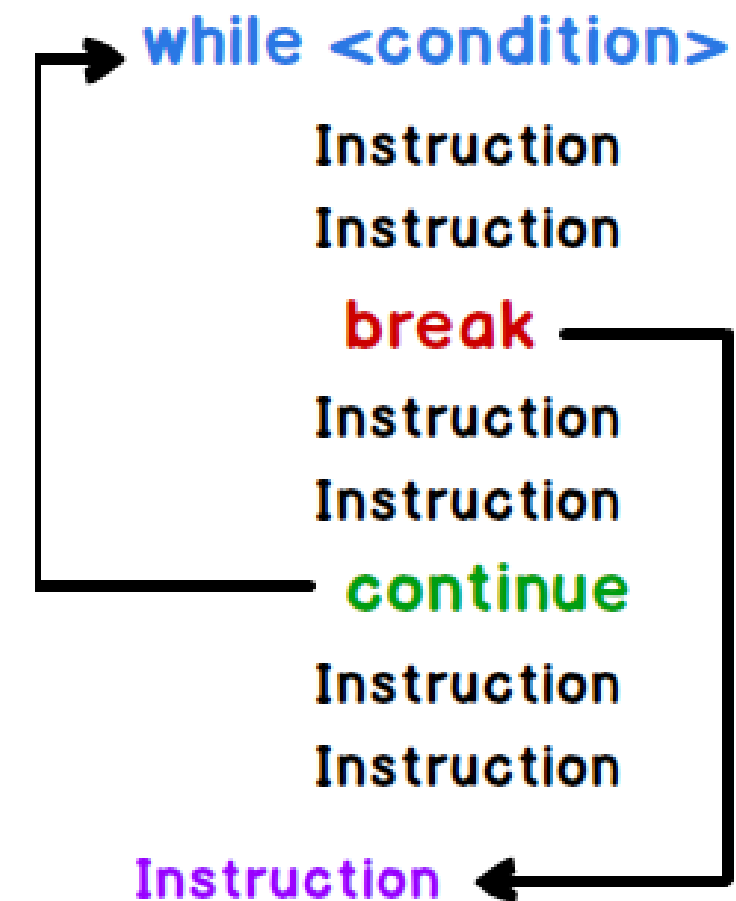 while <condition>
Instruction
Instruction
break
Instruction
Instruction
continue
Instruction
Instruction
Instruction